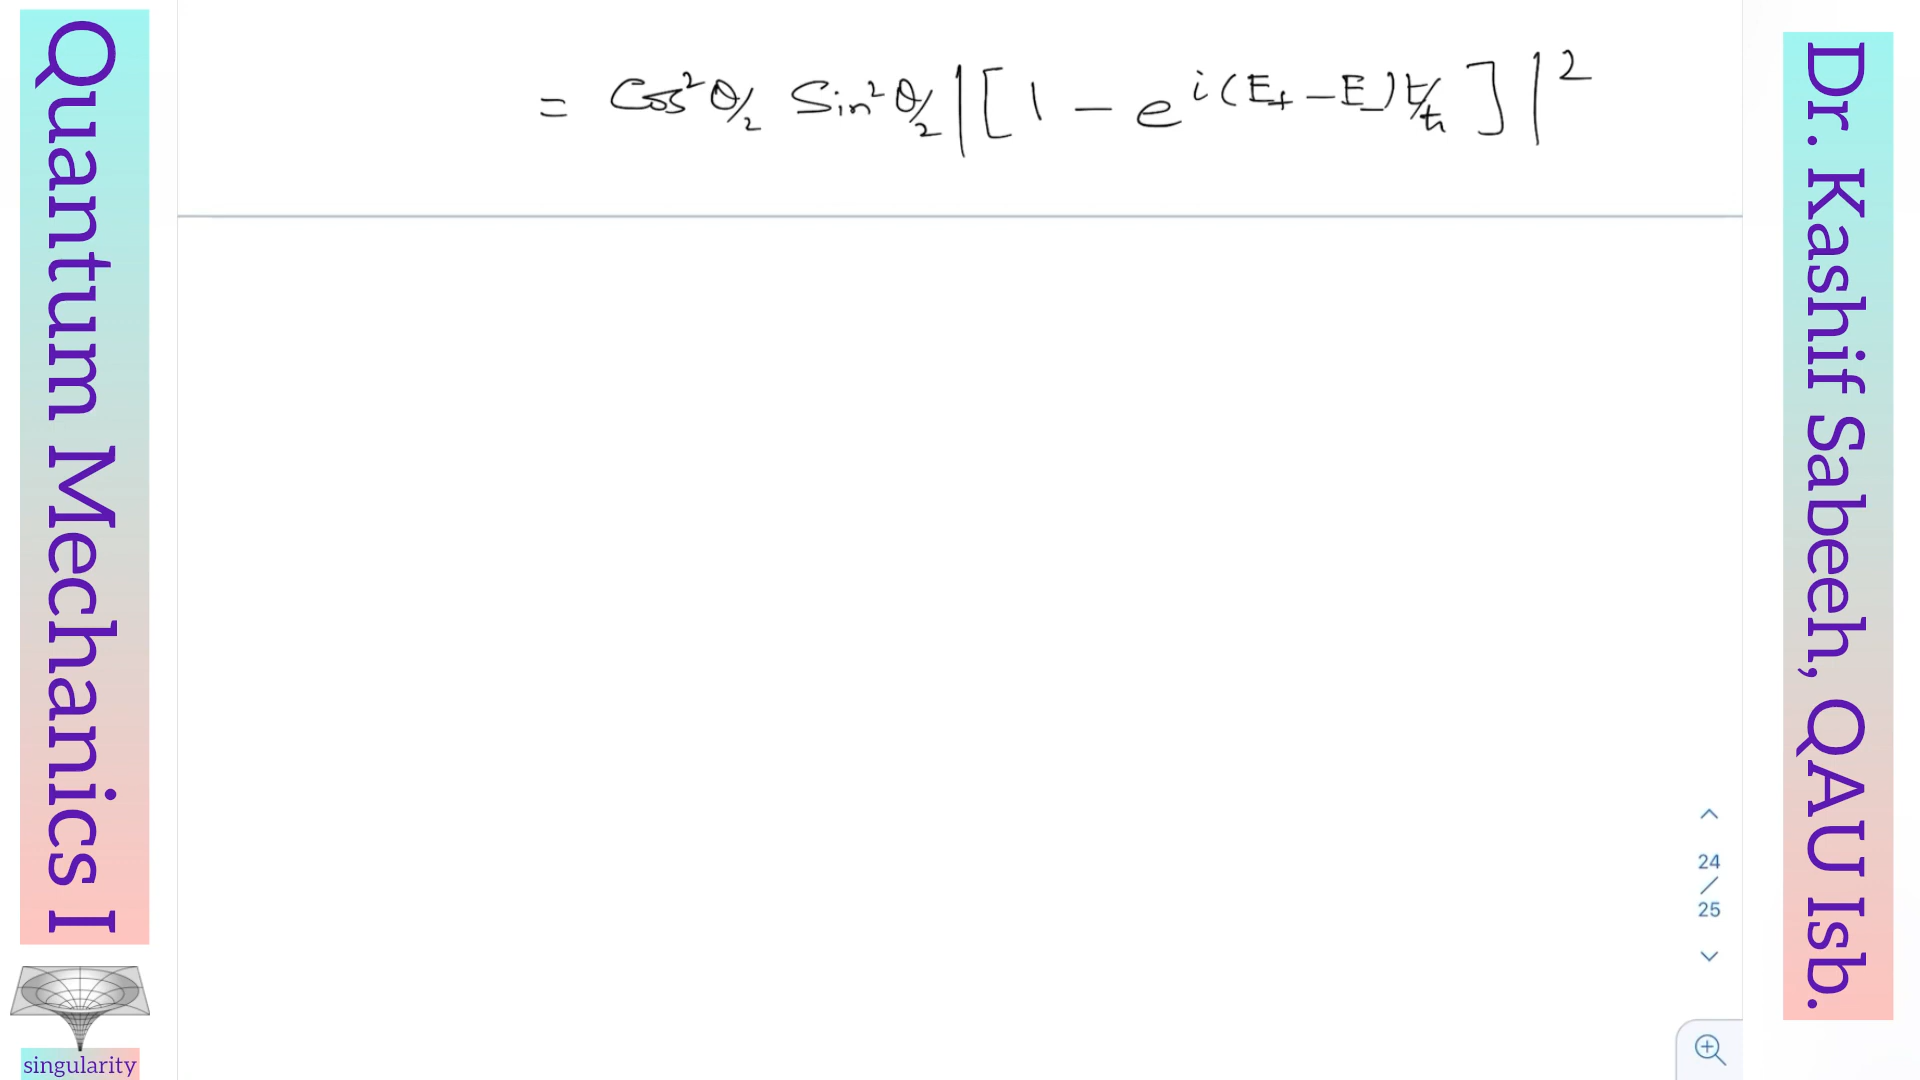 Quantum Mechanics I
singularity
= Cos²θ/2 Sin²θ/2 |[1 - e^{i(E₊ - E₋)t/ħ}]|²
24
/
25
Dr. Kashif Sabeeh, QAU Isb.